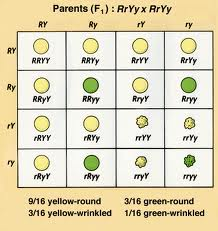 Parents (F₁) : RrYy x RrYy
RY Ry rY ry
RY
RRYY RRYy RrYY RrYy
Ry
RRyY RRyy RryY Rryy
rY
rRYY rRYy rrYY rrYy
ry
rRyY rRyy rryY rryy
9/16 yellow-round 3/16 green-round
3/16 yellow-wrinkled 1/16 green-wrinkled